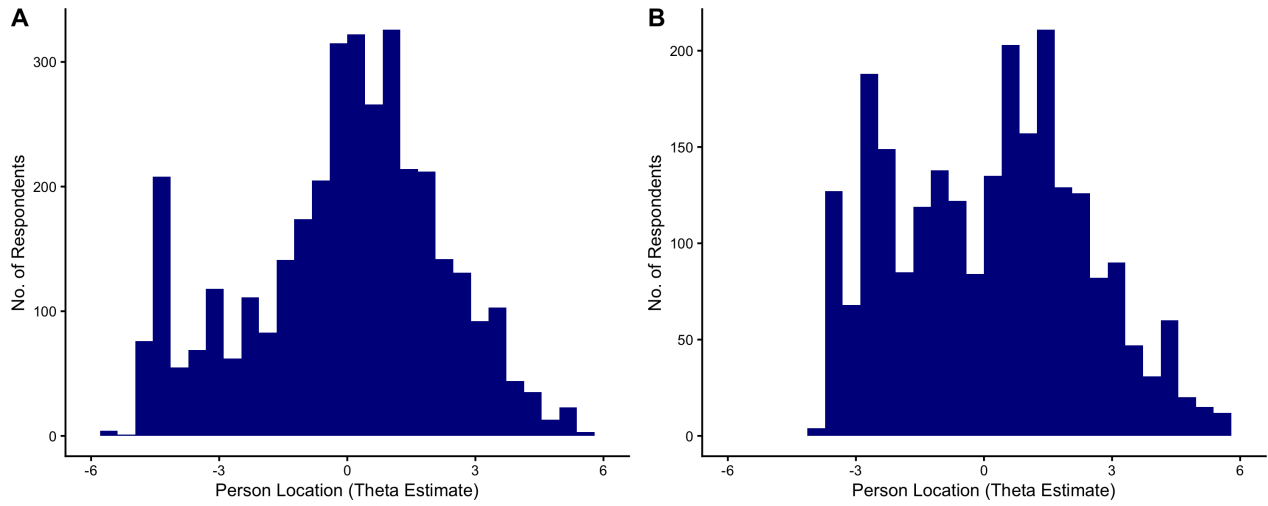 A
No. of Respondents
300
200
100
0
-6 -3 0 3 6
Person Location (Theta Estimate)
B
No. of Respondents
200
150
100
50
0
-6 -3 0 3 6
Person Location (Theta Estimate)